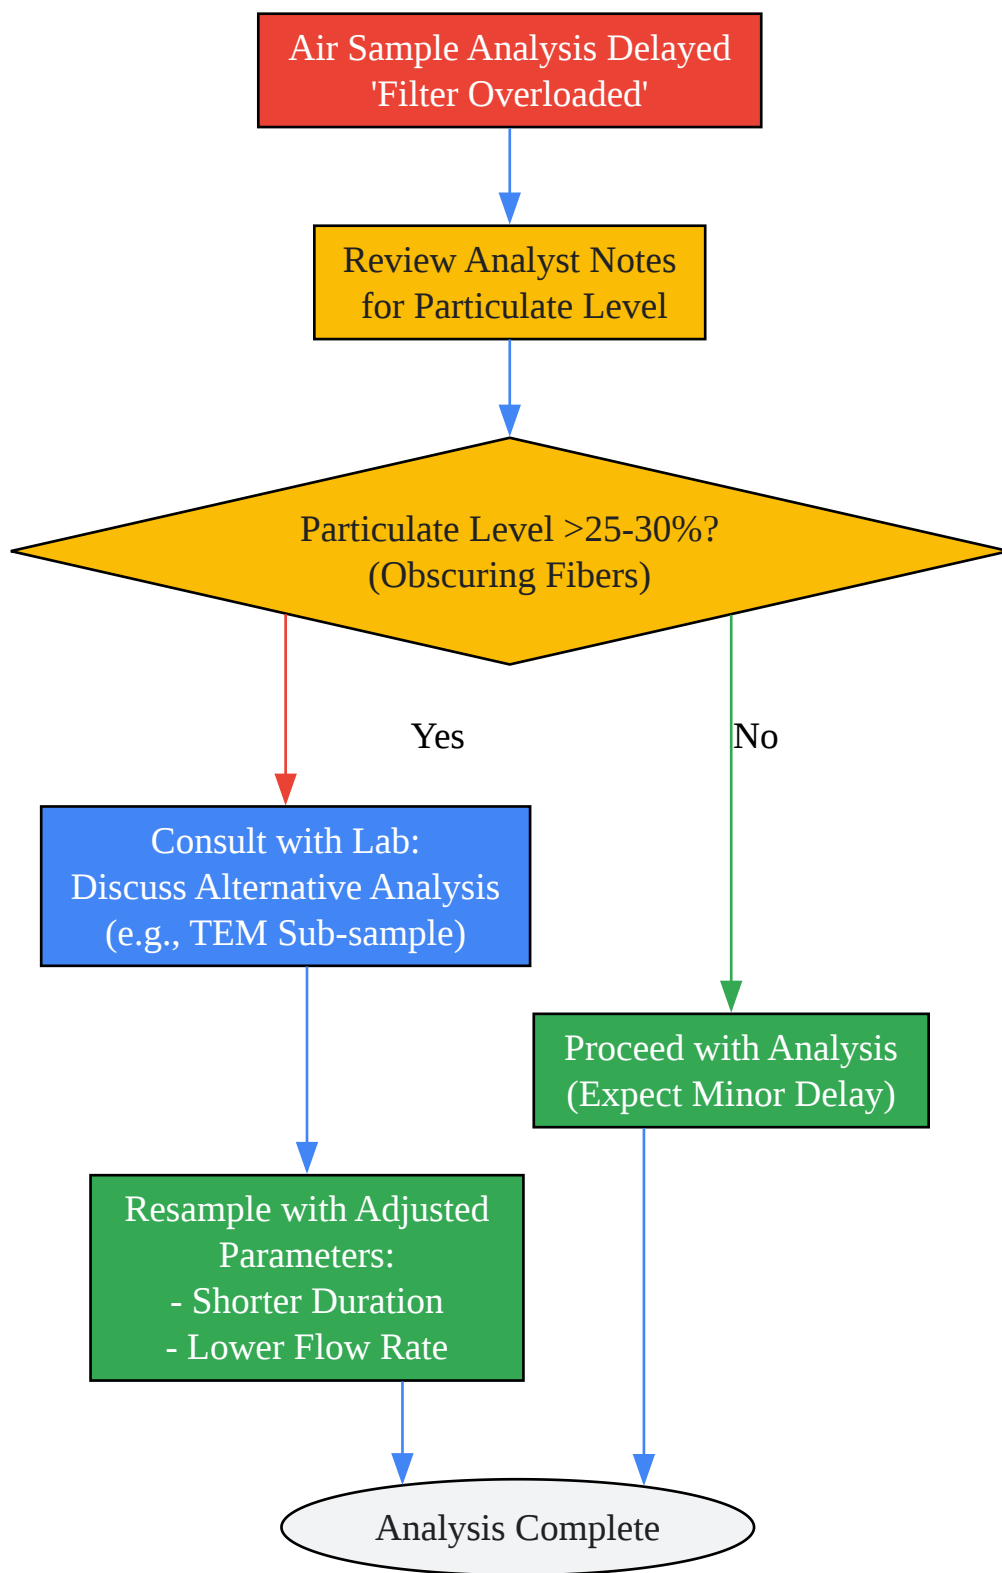 Air Sample Analysis Delayed
'Filter Overloaded'
Review Analyst Notes
for Particulate Level
Particulate Level >25-30%?
(Obscuring Fibers)
Yes
No
Consult with Lab:
Discuss Alternative Analysis
(e.g., TEM Sub-sample)
Proceed with Analysis
(Expect Minor Delay)
Resample with Adjusted
Parameters:
- Shorter Duration
- Lower Flow Rate
Analysis Complete